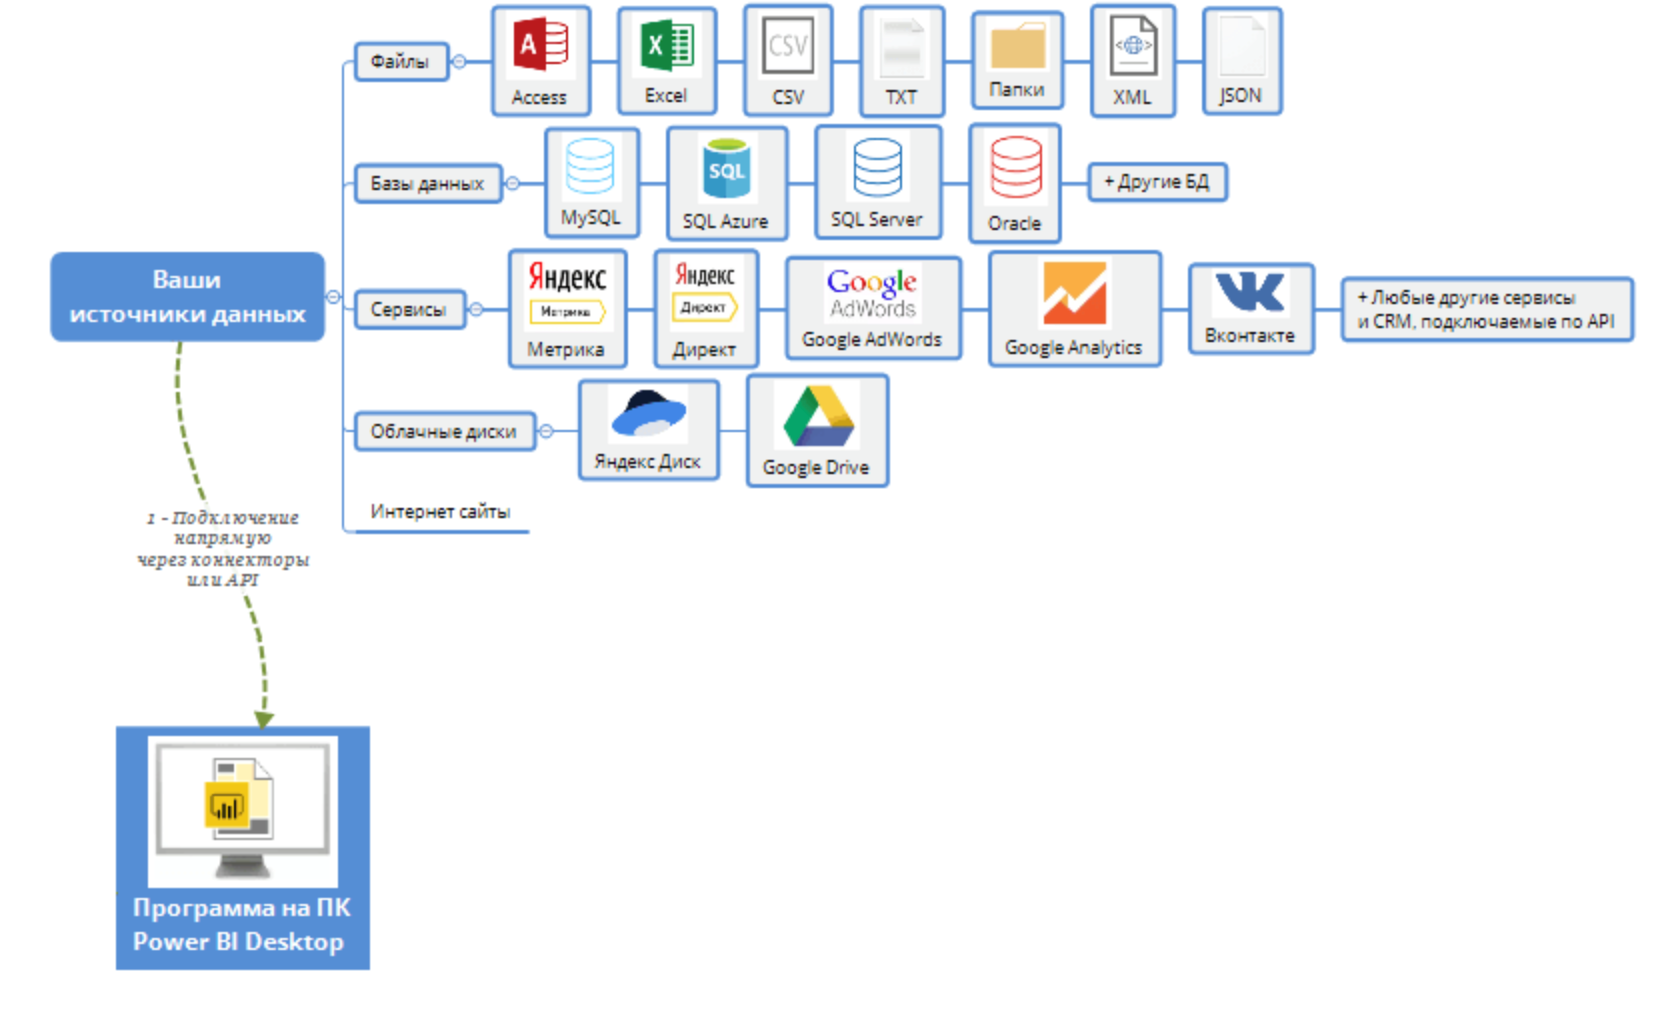 Файлы
A
X
CSV
Access
Excel
CSV
TXT
Папки
XML
JSON
Базы данных
SQL
MySQL
SQL Azure
SQL Server
Oracle
+ Другие БД
Ваши
источники данных
Сервисы
Яндекс
Метрика
Метрика
Яндекс
Директ
Директ
Google
AdWords
Google AdWords
Google Analytics
Вконтакте
+ Любые другие сервисы
и CRM, подключаемые по API
Облачные диски
Яндекс Диск
Google Drive
Интернет сайты
1 - Подключение
напрямую
через коннекторы
или API
Программа на ПК
Power BI Desktop